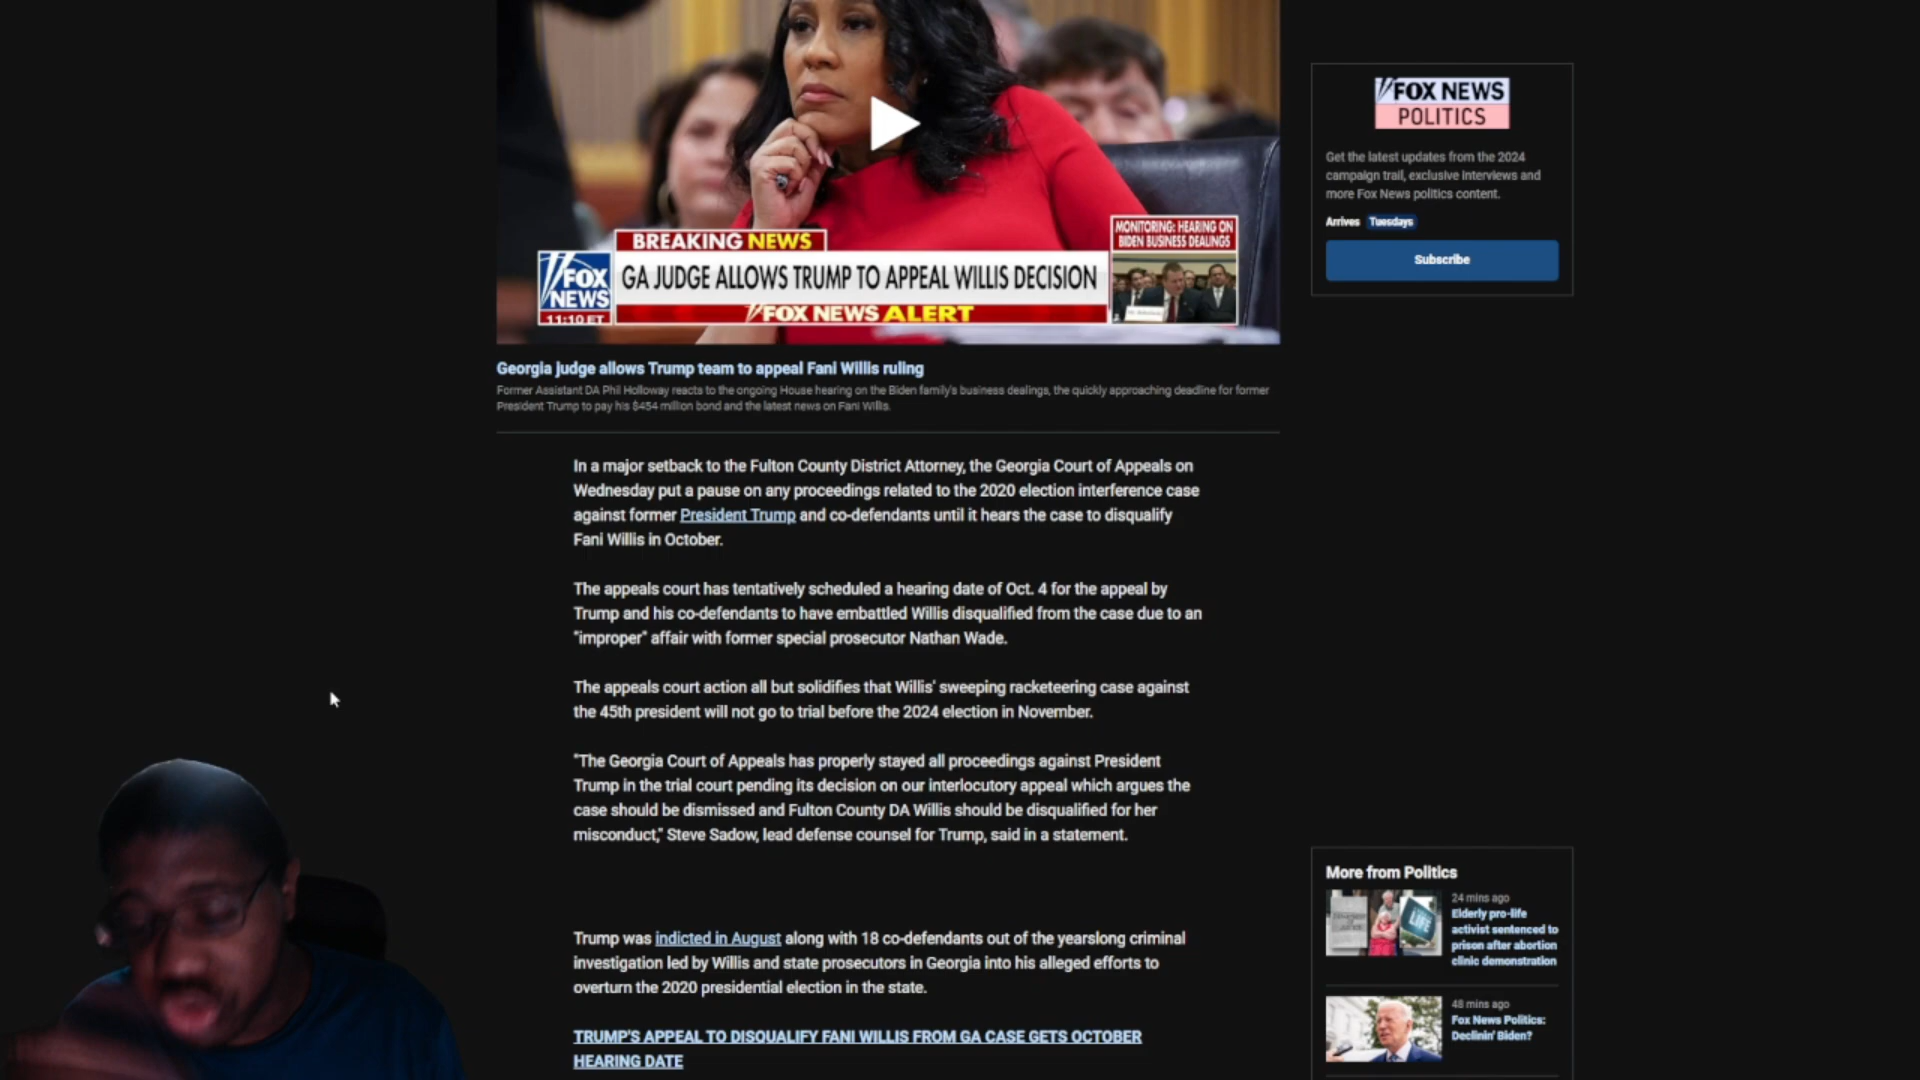 BREAKING NEWS
GA JUDGE ALLOWS TRUMP TO APPEAL WILLIS DECISION
FOX NEWS ALERT
FOX
NEWS
11:10 ET
MONITORING: HEARING ON
BIDEN BUSINESS DEALINGS
Georgia judge allows Trump team to appeal Fani Willis ruling
Former Assistant DA Phil Holloway reacts to the ongoing House hearing on the Biden family's business dealings, the quickly approaching deadline for former
President Trump to pay his $454 million bond and the latest news on Fani Willis.
In a major setback to the Fulton County District Attorney, the Georgia Court of Appeals on
Wednesday put a pause on any proceedings related to the 2020 election interference case
against former President Trump and co-defendants until it hears the case to disqualify
Fani Willis in October.
The appeals court has tentatively scheduled a hearing date of Oct. 4 for the appeal by
Trump and his co-defendants to have embattled Willis disqualified from the case due to an
"improper" affair with former special prosecutor Nathan Wade.
The appeals court action all but solidifies that Willis' sweeping racketeering case against
the 45th president will not go to trial before the 2024 election in November.
"The Georgia Court of Appeals has properly stayed all proceedings against President
Trump in the trial court pending its decision on our interlocutory appeal which argues the
case should be dismissed and Fulton County DA Willis should be disqualified for her
misconduct," Steve Sadow, lead defense counsel for Trump, said in a statement.
Trump was indicted in August along with 18 co-defendants out of the yearslong criminal
investigation led by Willis and state prosecutors in Georgia into his alleged efforts to
overturn the 2020 presidential election in the state.
TRUMP'S APPEAL TO DISQUALIFY FANI WILLIS FROM GA CASE GETS OCTOBER
HEARING DATE
FOX NEWS
POLITICS
Get the latest updates from the 2024
campaign trail, exclusive interviews and
more Fox News politics content.
Arrives Tuesdays
Subscribe
More from Politics
24 mins ago
Elderly pro-life
activist sentenced to
prison after abortion
clinic demonstration
48 mins ago
Fox News Politics:
Declinin' Biden?
LIFE